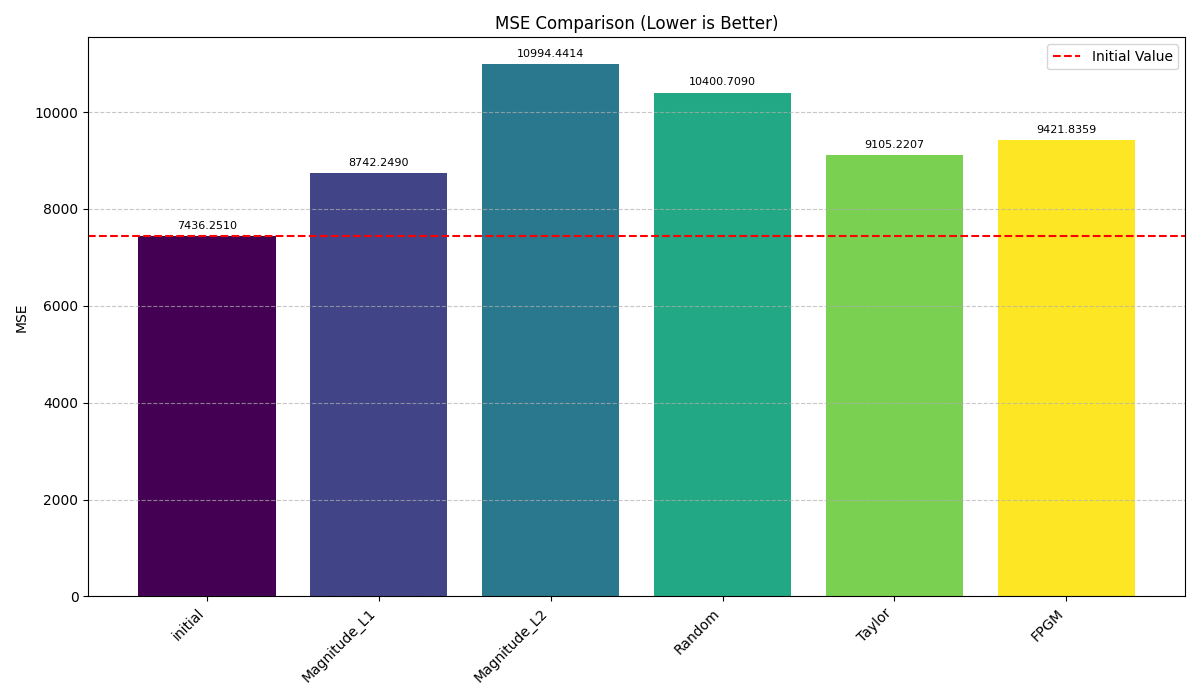 MSE Comparison (Lower is Better)
Initial Value
10994.4414
10400.7090
9421.8359
9105.2207
8742.2490
7436.2510
10000
8000
6000
4000
2000
0
MSE
initial
Magnitude_L1
Magnitude_L2
Random
Taylor
FPGM